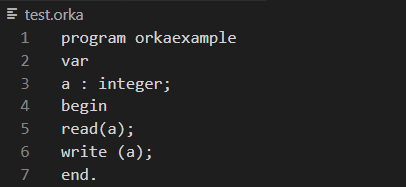 test.orka
1 program orkaexample
2 var
3 a : integer;
4 begin
5 read(a);
6 write (a);
7 end.